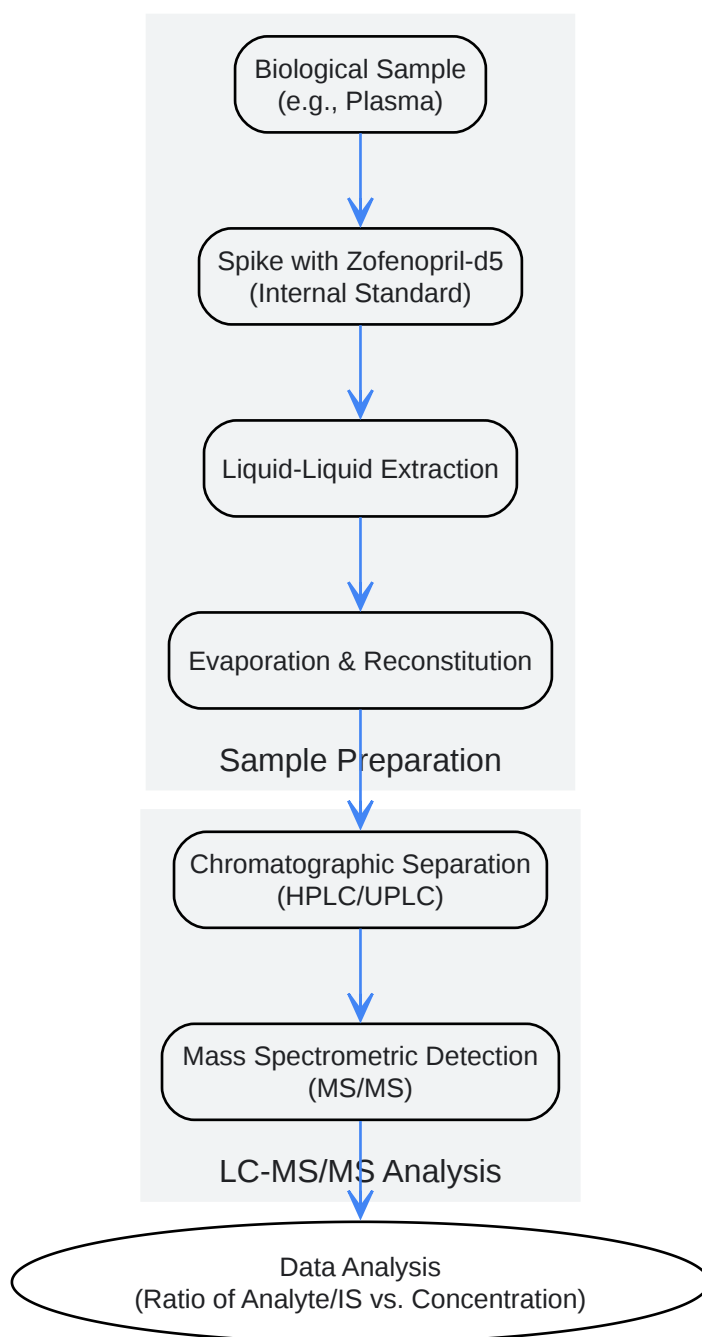 Biological Sample
(e.g., Plasma)
Spike with Zofenopril-d5
(Internal Standard)
Liquid-Liquid Extraction
Evaporation & Reconstitution
Sample Preparation
Chromatographic Separation
(HPLC/UPLC)
Mass Spectrometric Detection
(MS/MS)
LC-MS/MS Analysis
Data Analysis
(Ratio of Analyte/IS vs. Concentration)